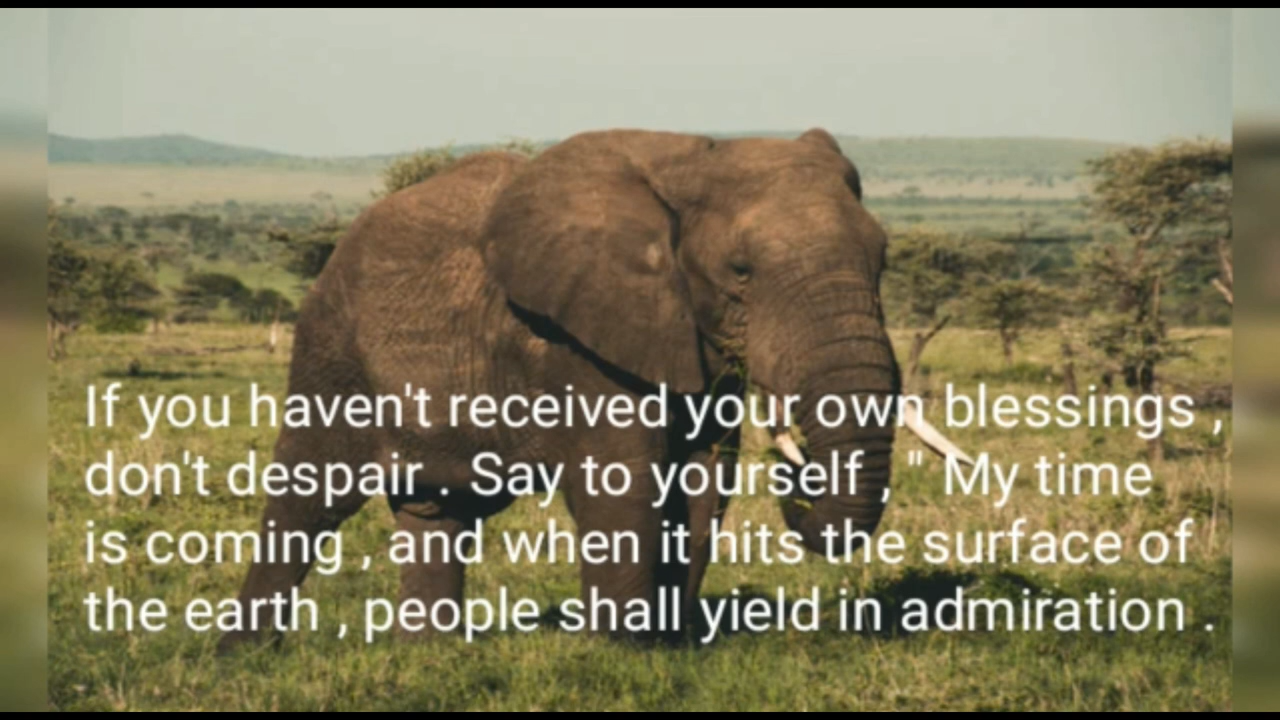 If you haven't received your own blessings ,
don't despair . Say to yourself , " My time
is coming , and when it hits the surface of
the earth , people shall yield in admiration .